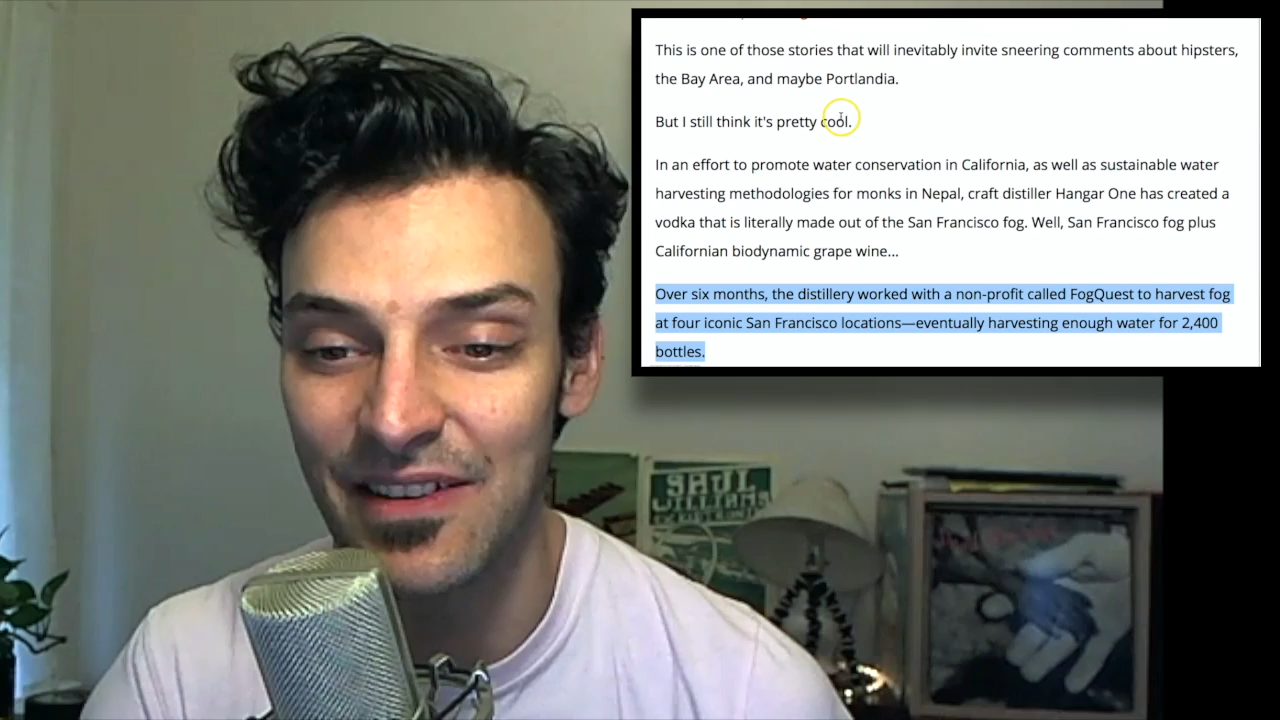 This is one of those stories that will inevitably invite sneering comments about hipsters,
the Bay Area, and maybe Portlandia.
But I still think it's pretty cool.
In an effort to promote water conservation in California, as well as sustainable water
harvesting methodologies for monks in Nepal, craft distiller Hangar One has created a
vodka that is literally made out of the San Francisco fog. Well, San Francisco fog plus
Californian biodynamic grape wine...
Over six months, the distillery worked with a non-profit called FogQuest to harvest fog
at four iconic San Francisco locations—eventually harvesting enough water for 2,400
bottles.
SAUL
WILLIAMS